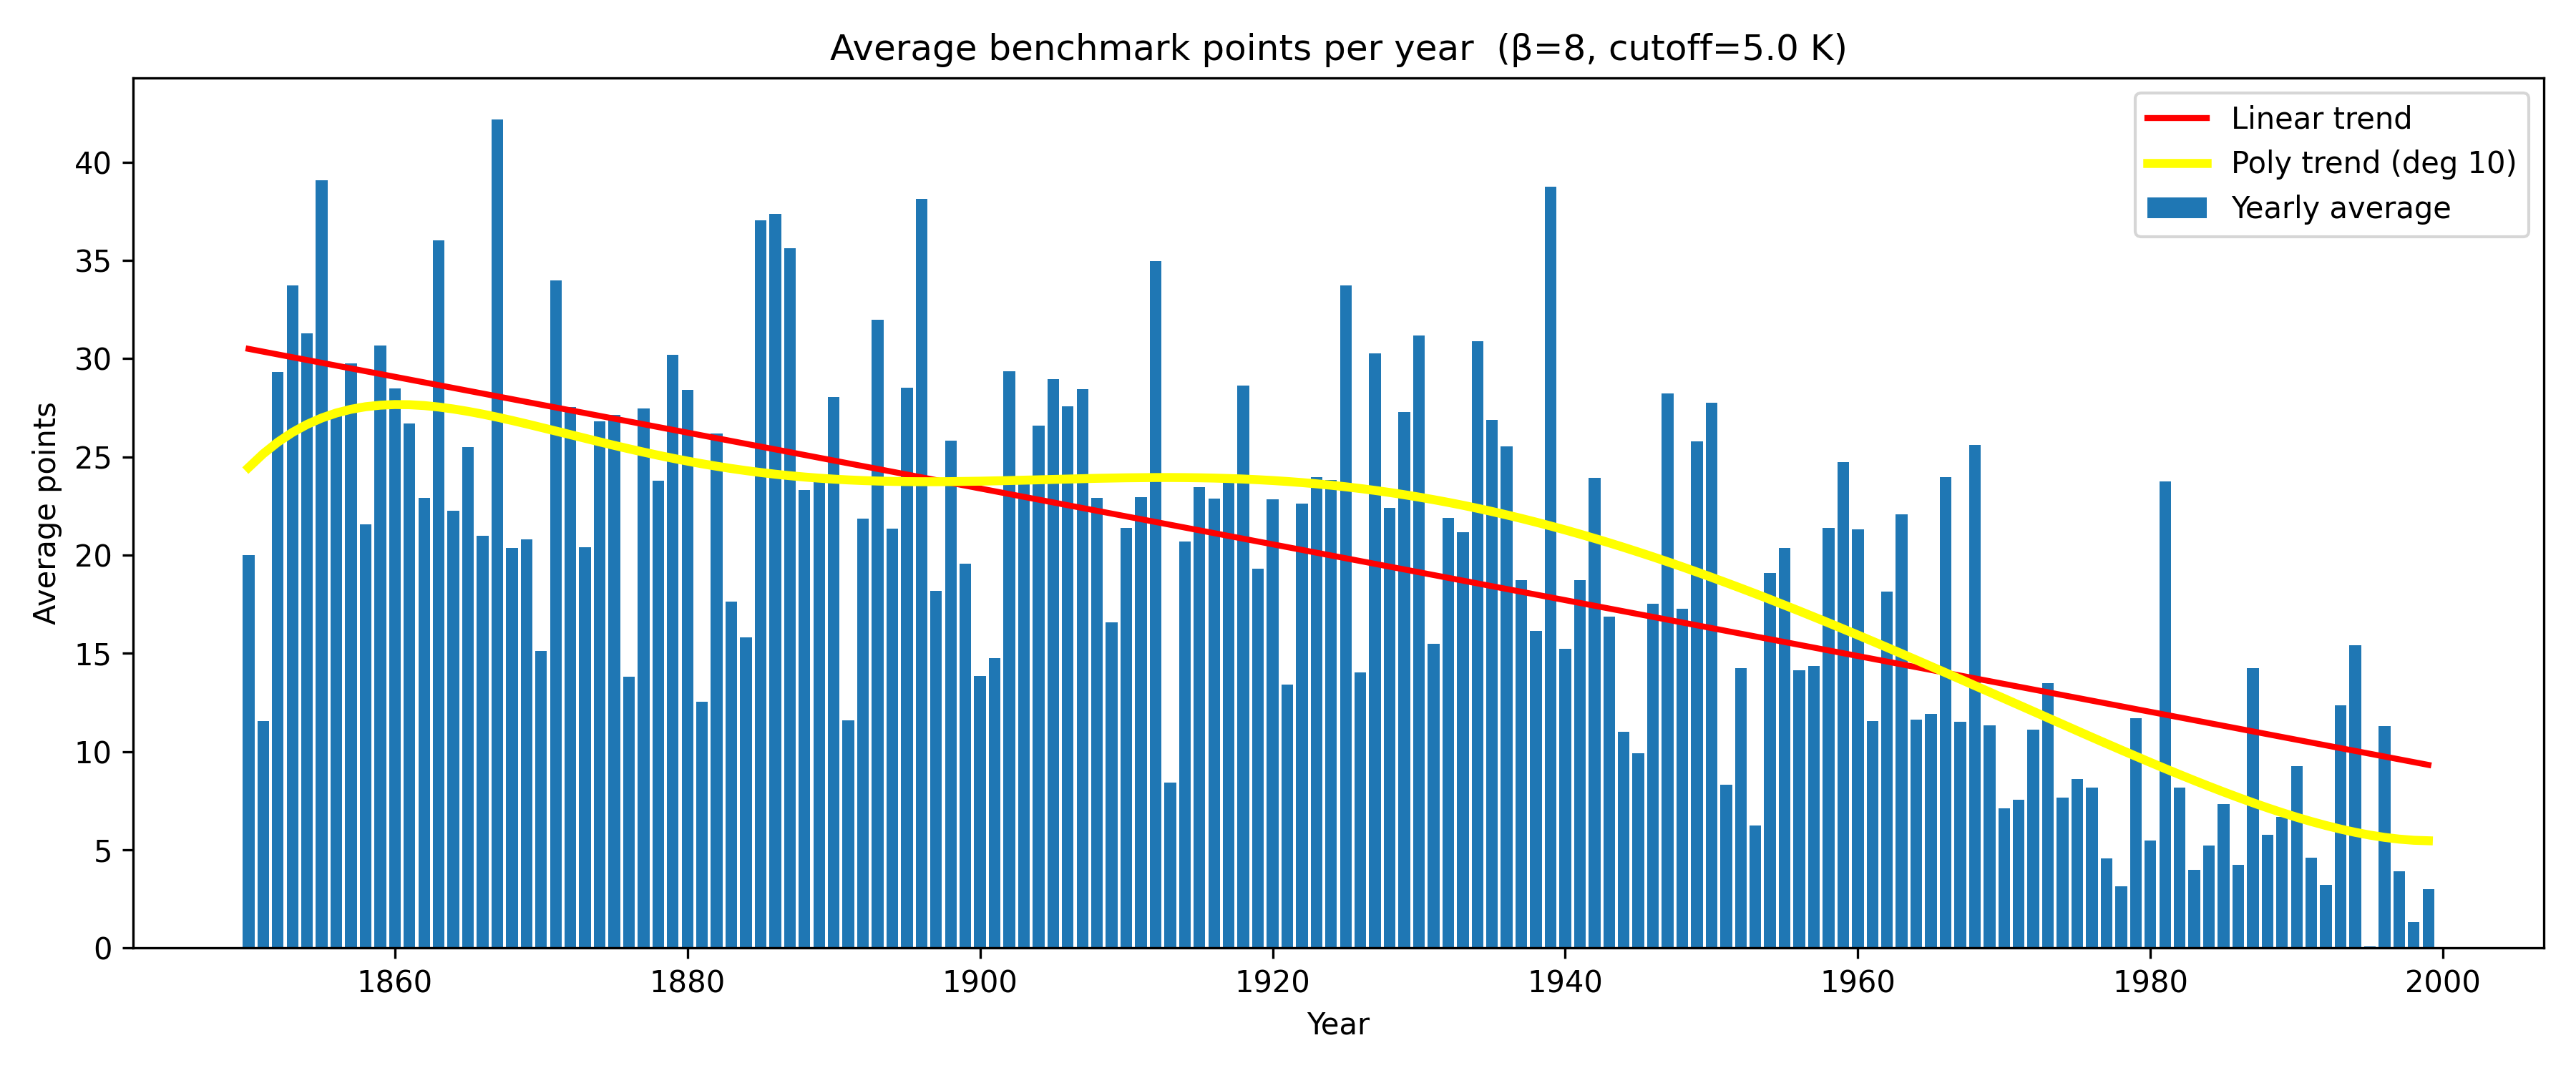 Average benchmark points per year  (β=8, cutoff=5.0 K)
Linear trend
Poly trend (deg 10)
Yearly average
Average points
40
35
30
25
20
15
10
5
0
1860 1880 1900 1920 1940 1960 1980 2000
Year